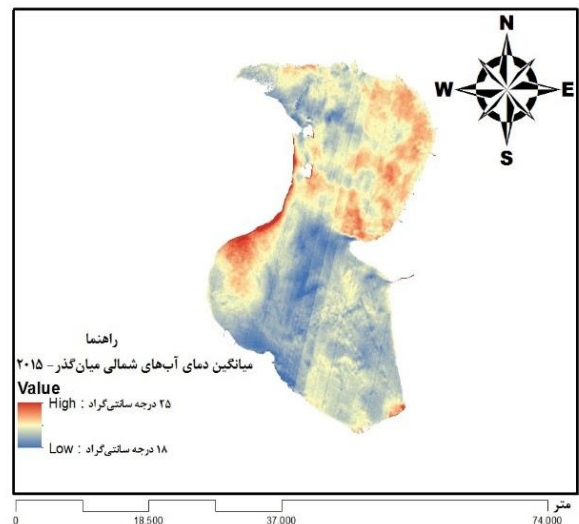 N
W E
S
راهنما
میانگین دمای آب‌های شمالی میان‌گذر - ۲۰۱۵
Value
High : ۲۵ درجه سانتی‌گراد
Low : ۱۸ درجه سانتی‌گراد
متر
0 18.500 37.000 74.000